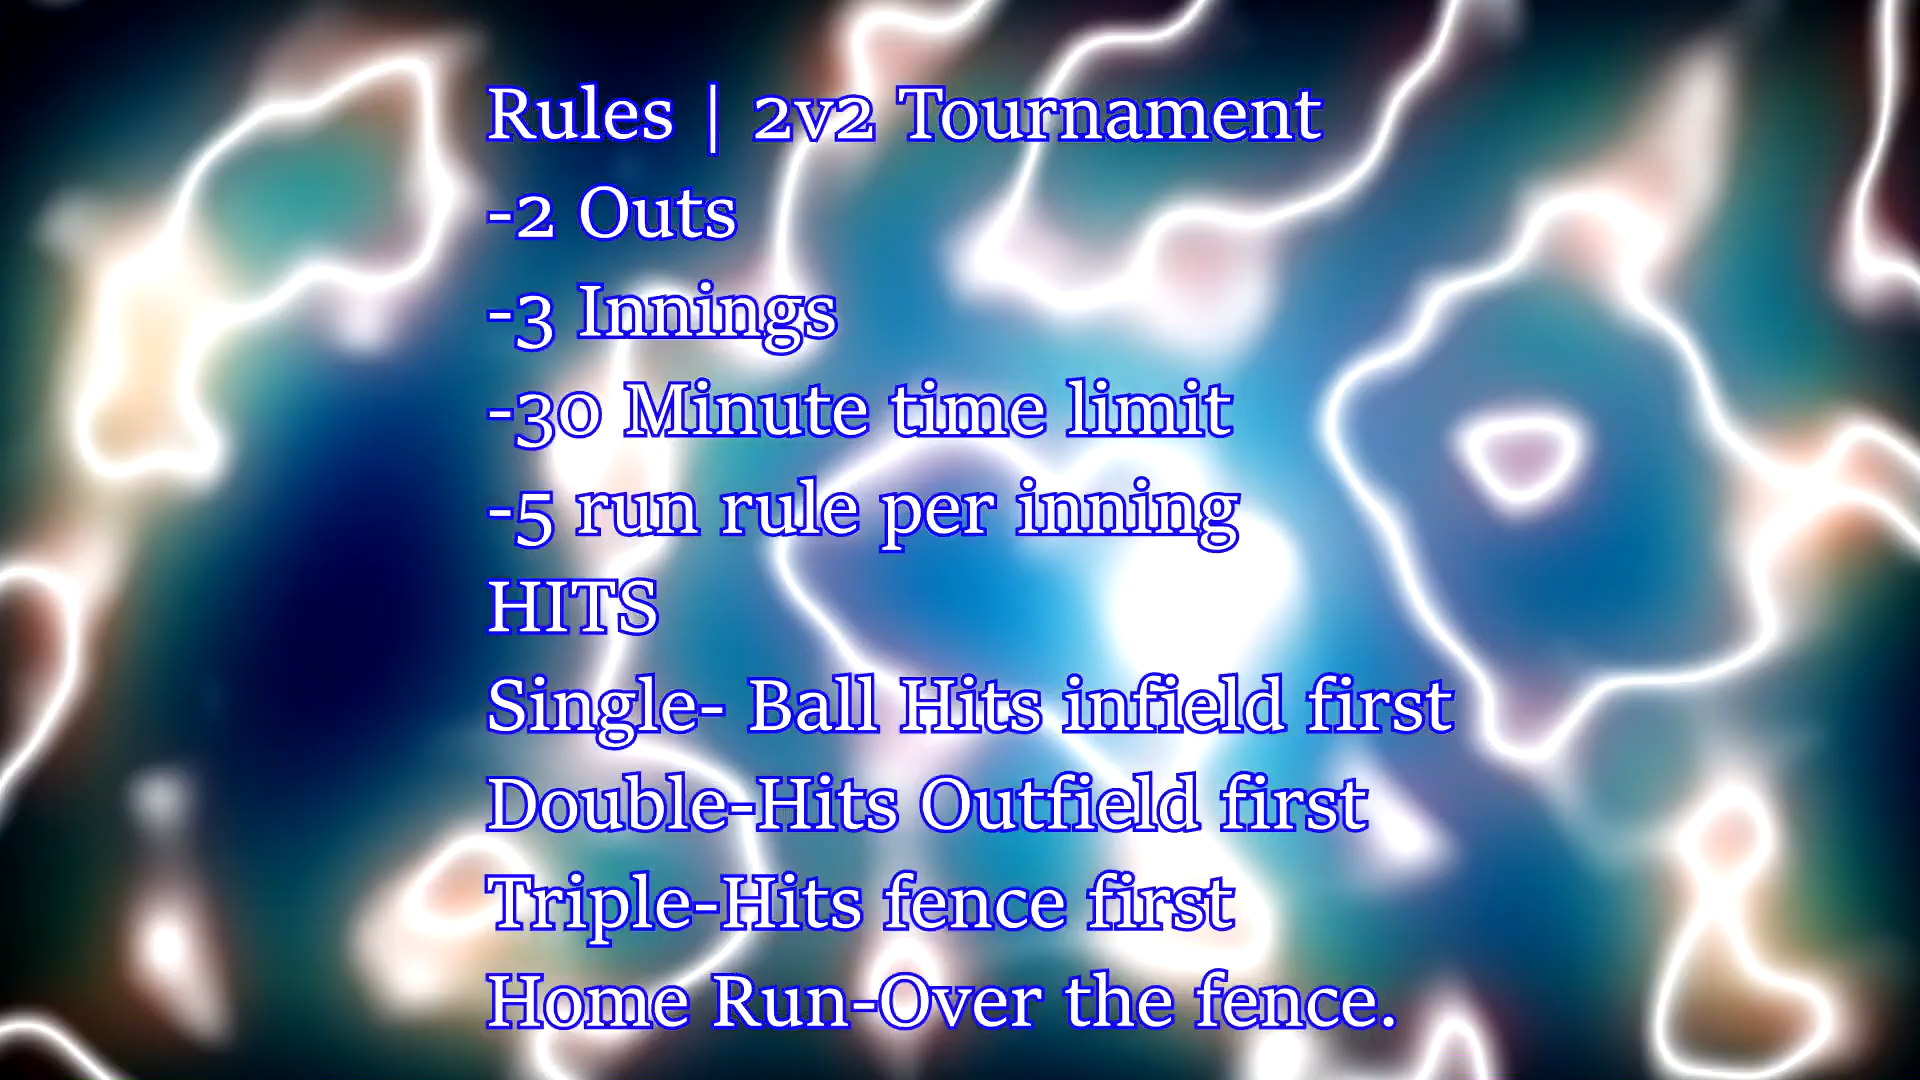 Rules | 2v2 Tournament
-2 Outs
-3 Innings
-30 Minute time limit
-5 run rule per inning
HITS
Single- Ball Hits infield first
Double-Hits Outfield first
Triple-Hits fence first
Home Run-Over the fence.